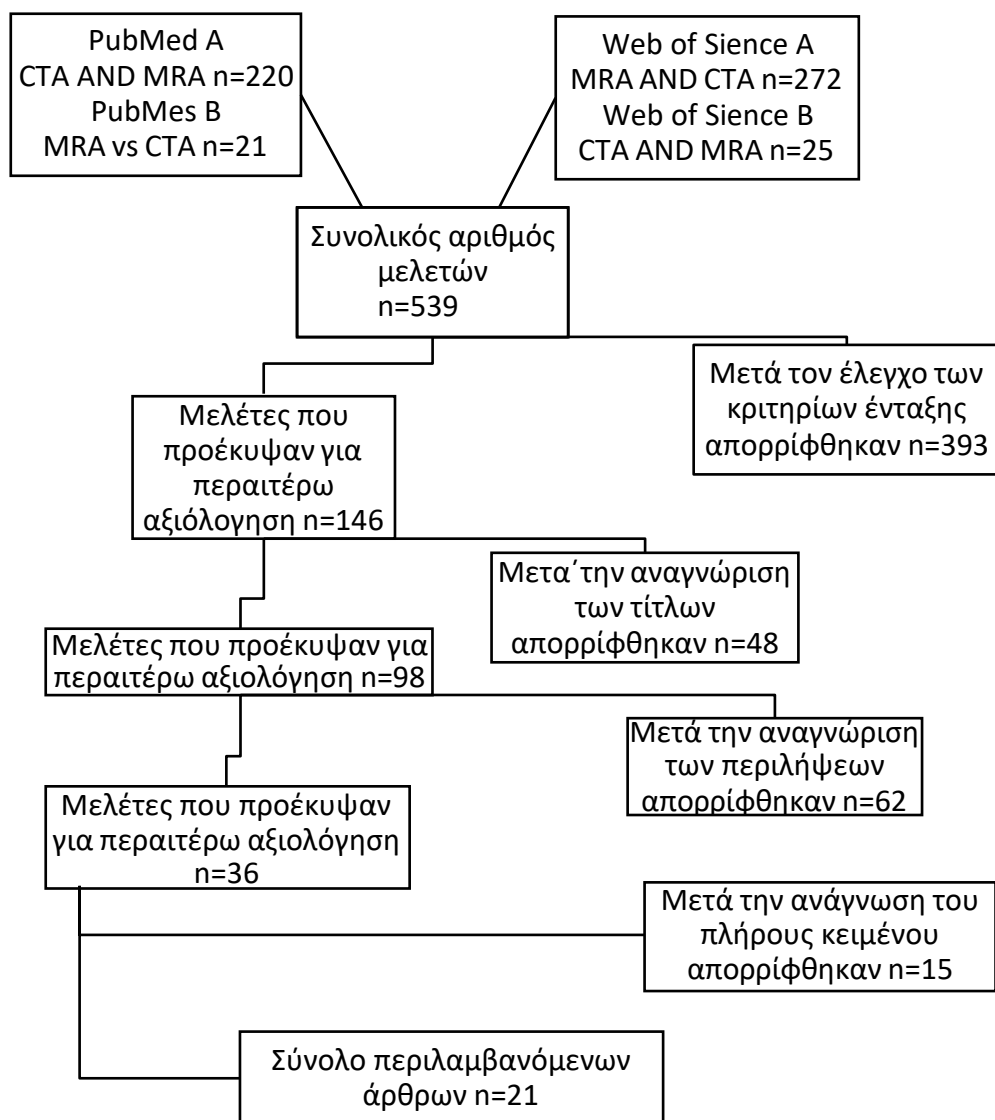 PubMed A
CTA AND MRA n=220
PubMes B
MRA vs CTA n=21
Web of Sience A
MRA AND CTA n=272
Web of Sience B
CTA AND MRA n=25
Συνολικός αριθμός
μελετών
n=539
Μετά τον έλεγχο των
κριτηρίων ένταξης
απορρίφθηκαν n=393
Μελέτες που
προέκυψαν για
περαιτέρω
αξιόλογηση n=146
Μετα΄την αναγνώριση
των τίτλων
απορρίφθηκαν n=48
Μελέτες που προέκυψαν για
περαιτέρω αξιολόγηση n=98
Μετά την αναγνώριση
των περιλήψεων
απορρίφθηκαν n=62
Μελέτες που προέκυψαν
για περαιτέρω αξιολόγηση
n=36
Μετά την ανάγνωση του
πλήρους κειμένου
απορρίφθηκαν n=15
Σύνολο περιλαμβανόμενων
άρθρων n=21